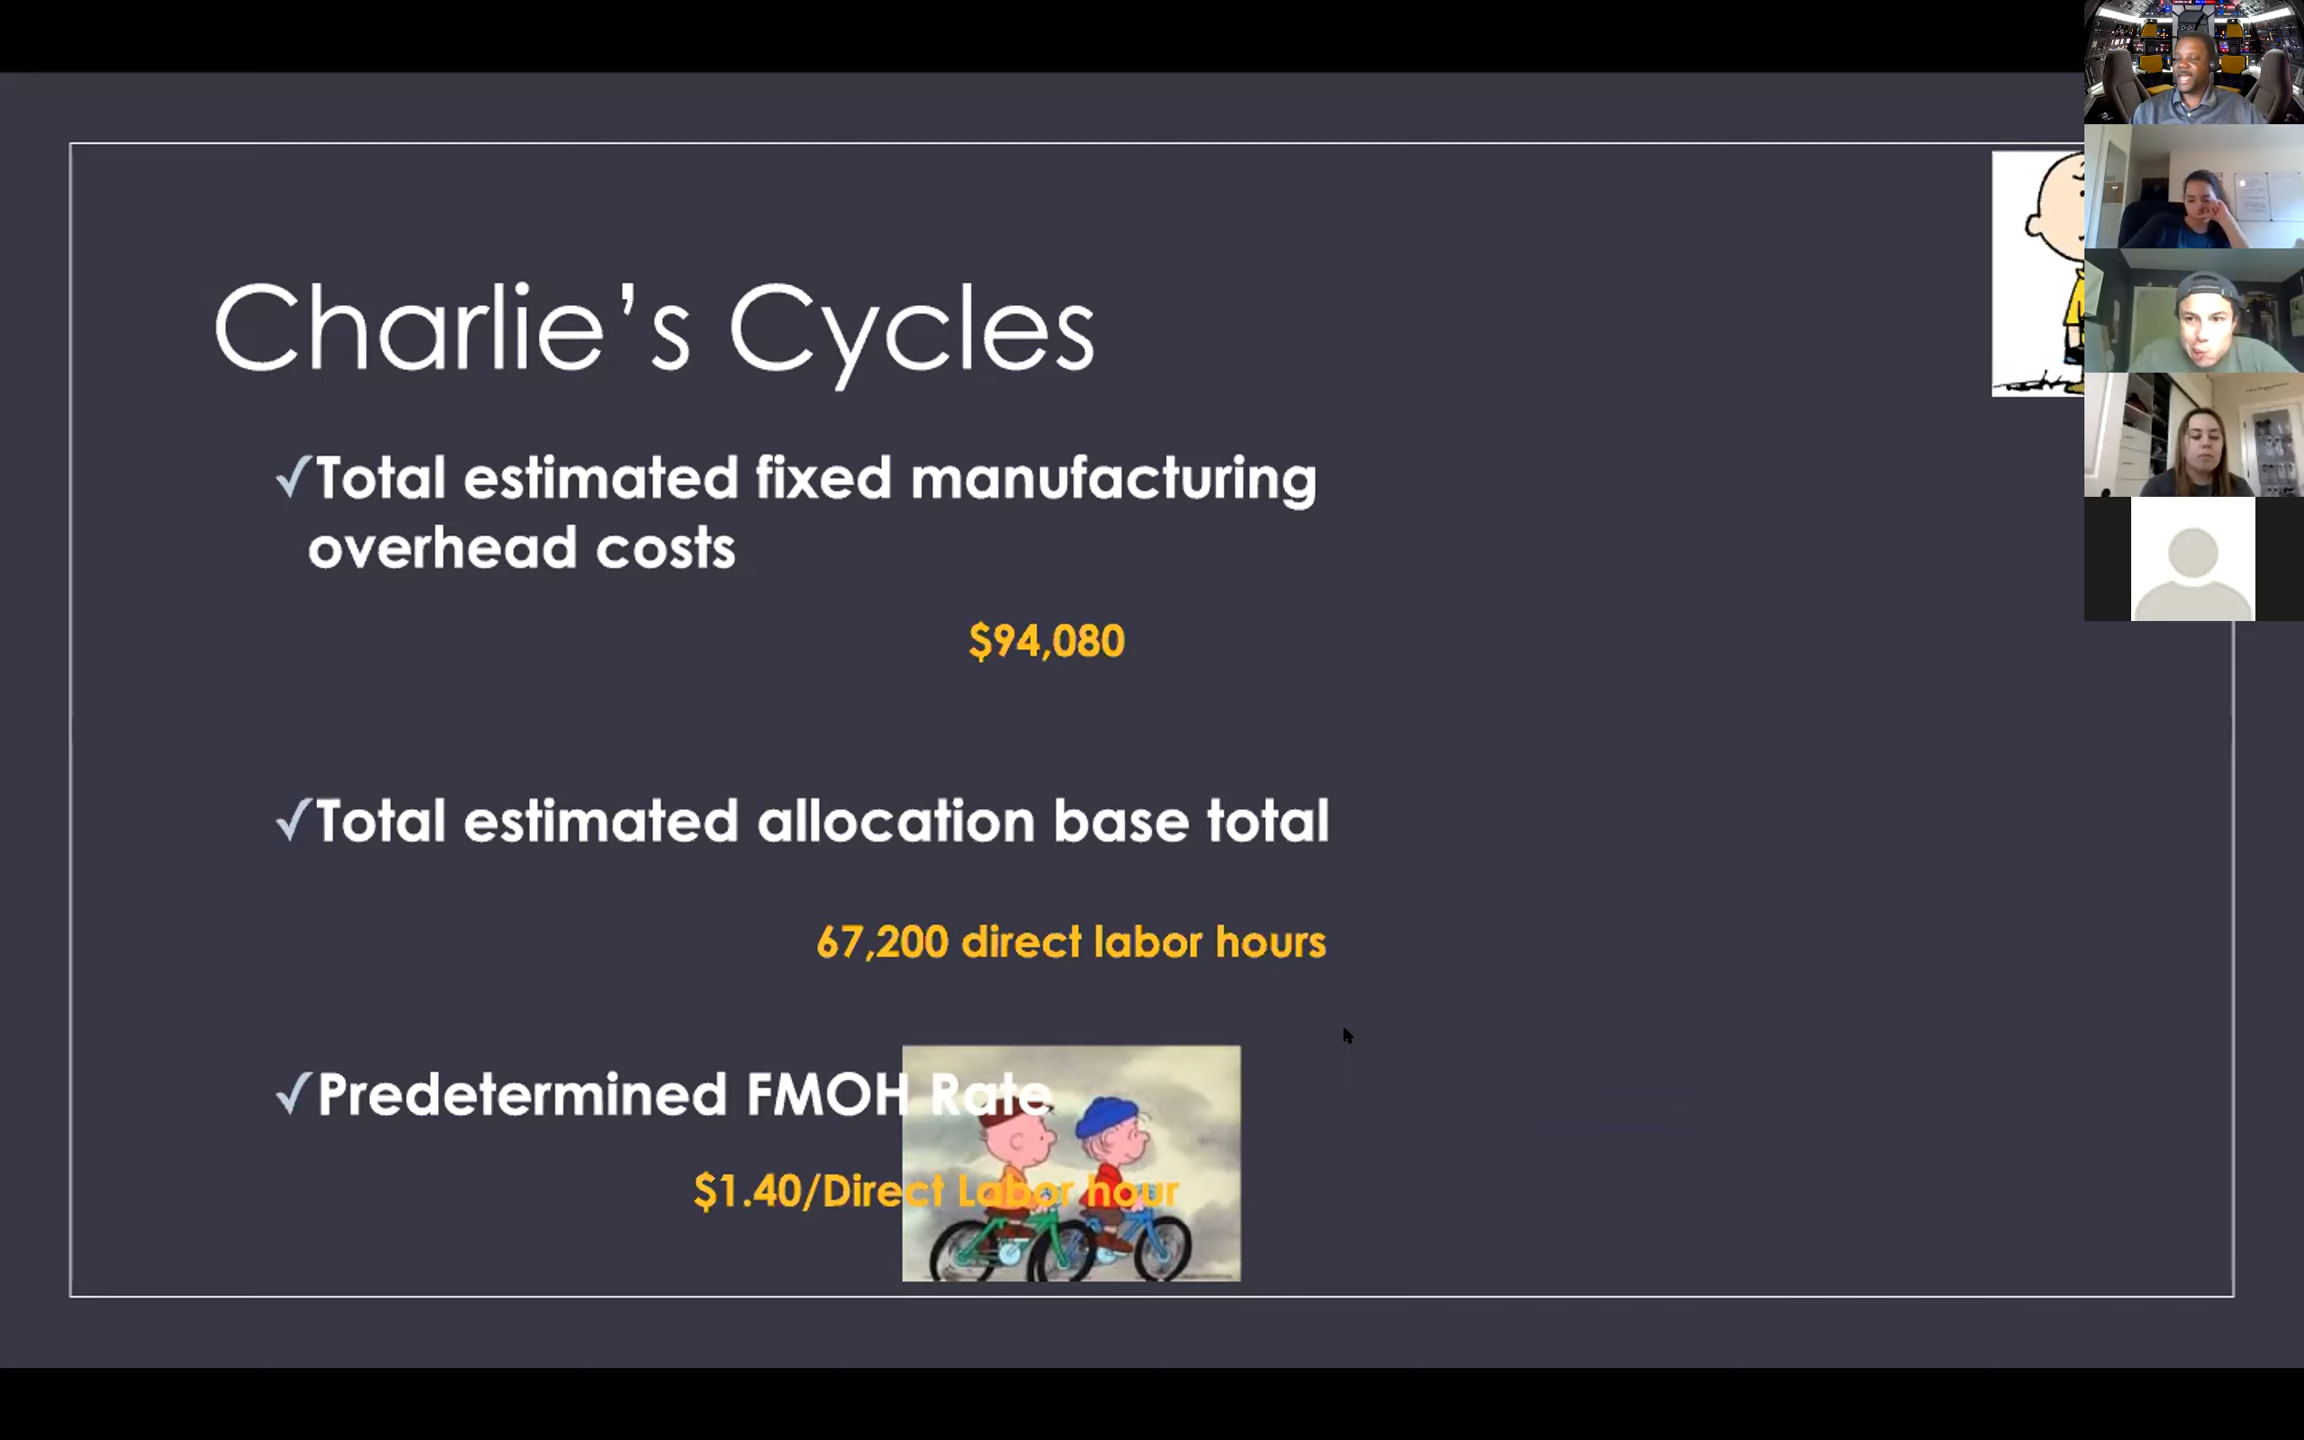 Charlie’s Cycles
✓Total estimated fixed manufacturing
overhead costs
$94,080
✓Total estimated allocation base total
67,200 direct labor hours
✓Predetermined FMOH Rate
$1.40/Direct Labor hour